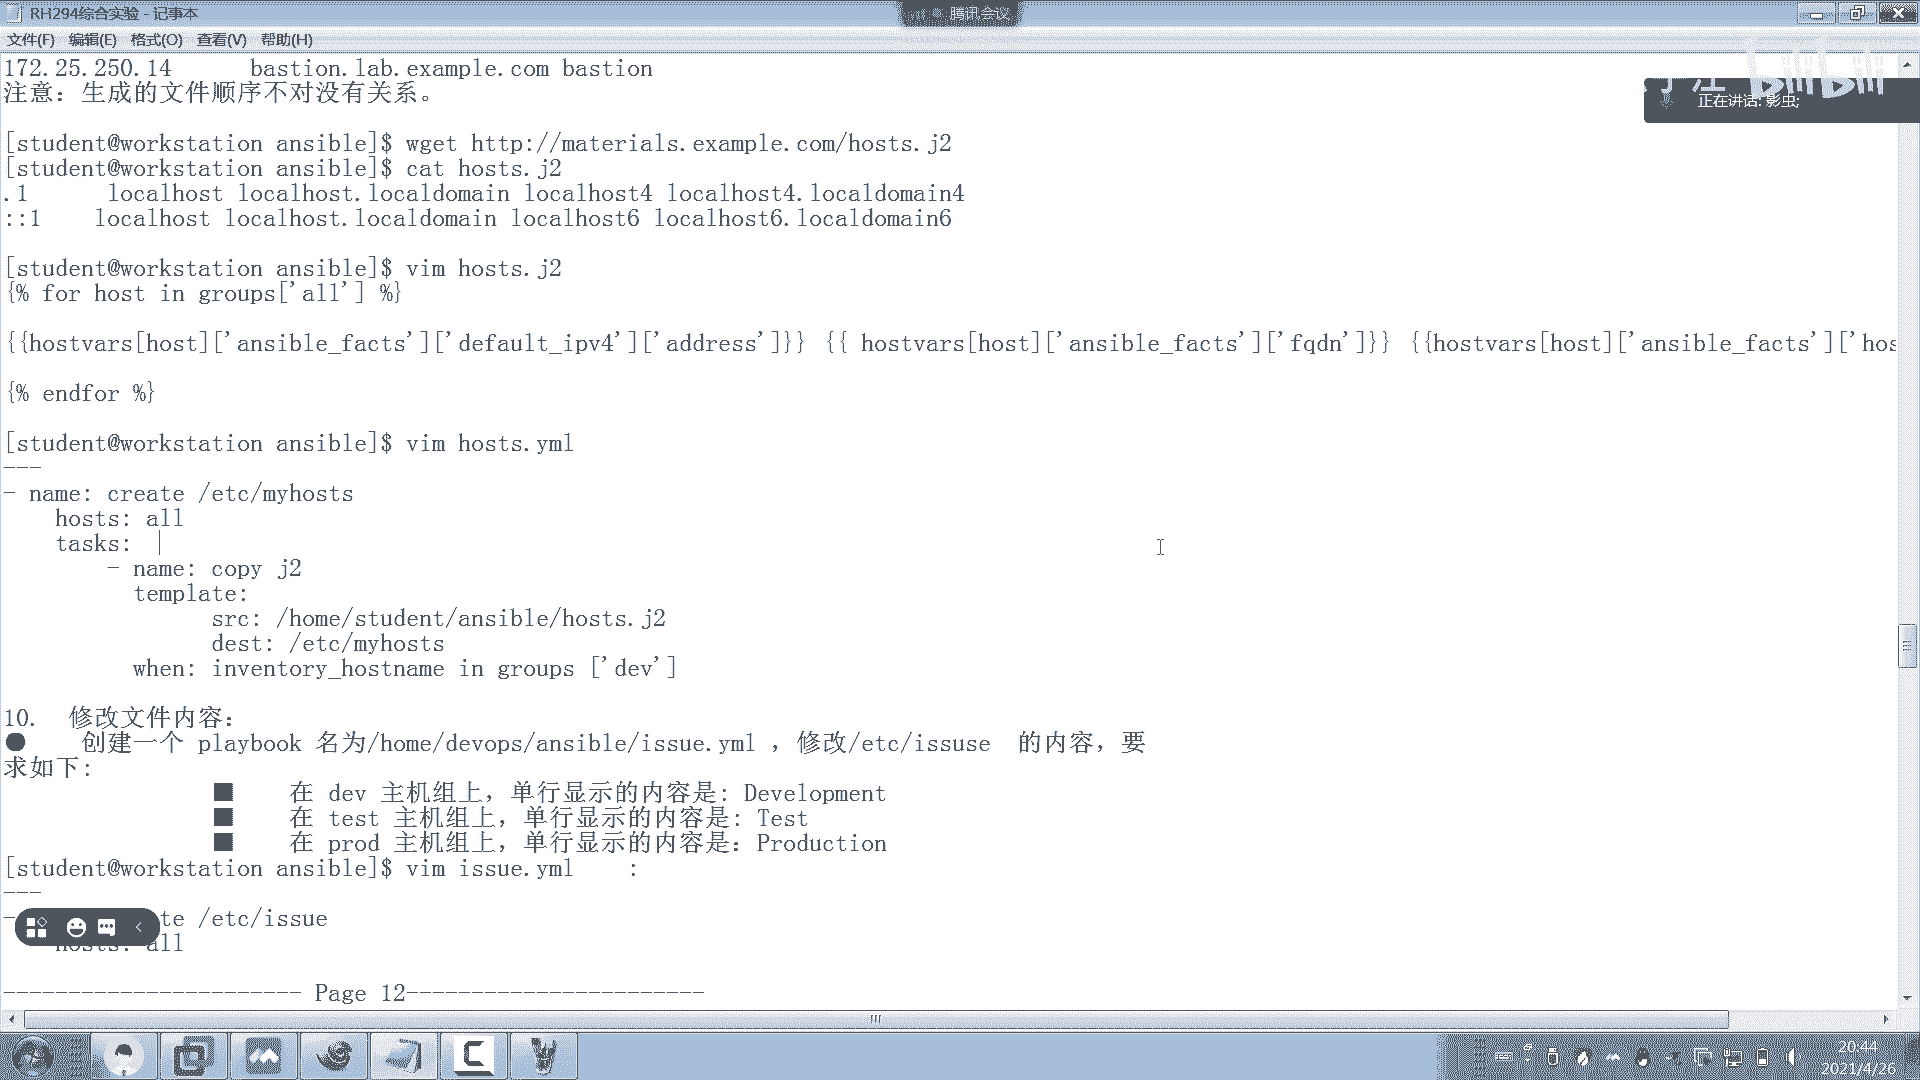 RH294综合实验 - 记事本
腾讯会议
文件(F) 编辑(E) 格式(O) 查看(V) 帮助(H)
172.25.250.14 bastion.lab.example.com bastion
注意：生成的文件顺序不对没有关系。
bilibili
正在讲话: 影虫;
[student@workstation ansible]$ wget http://materials.example.com/hosts.j2
[student@workstation ansible]$ cat hosts.j2
.1 localhost localhost.localdomain localhost4 localhost4.localdomain4
::1 localhost localhost.localdomain localhost6 localhost6.localdomain6
[student@workstation ansible]$ vim hosts.j2
{% for host in groups['all'] %}
{{hostvars[host]['ansible_facts']['default_ipv4']['address']}} {{ hostvars[host]['ansible_facts']['fqdn']}} {{hostvars[host]['ansible_facts']['hos
{% endfor %}
[student@workstation ansible]$ vim hosts.yml
---
- name: create /etc/myhosts
hosts: all
tasks:
- name: copy j2
template:
src: /home/student/ansible/hosts.j2
dest: /etc/myhosts
when: inventory_hostname in groups ['dev']
10. 修改文件内容：
● 创建一个 playbook 名为/home/devops/ansible/issue.yml ，修改/etc/issuse 的内容，要
求如下：
■ 在 dev 主机组上，单行显示的内容是：Development
■ 在 test 主机组上，单行显示的内容是：Test
■ 在 prod 主机组上，单行显示的内容是：Production
[student@workstation ansible]$ vim issue.yml :
---
te /etc/issue
hosts: all
----------------------- Page 12-----------------------
20:44
2021/4/26